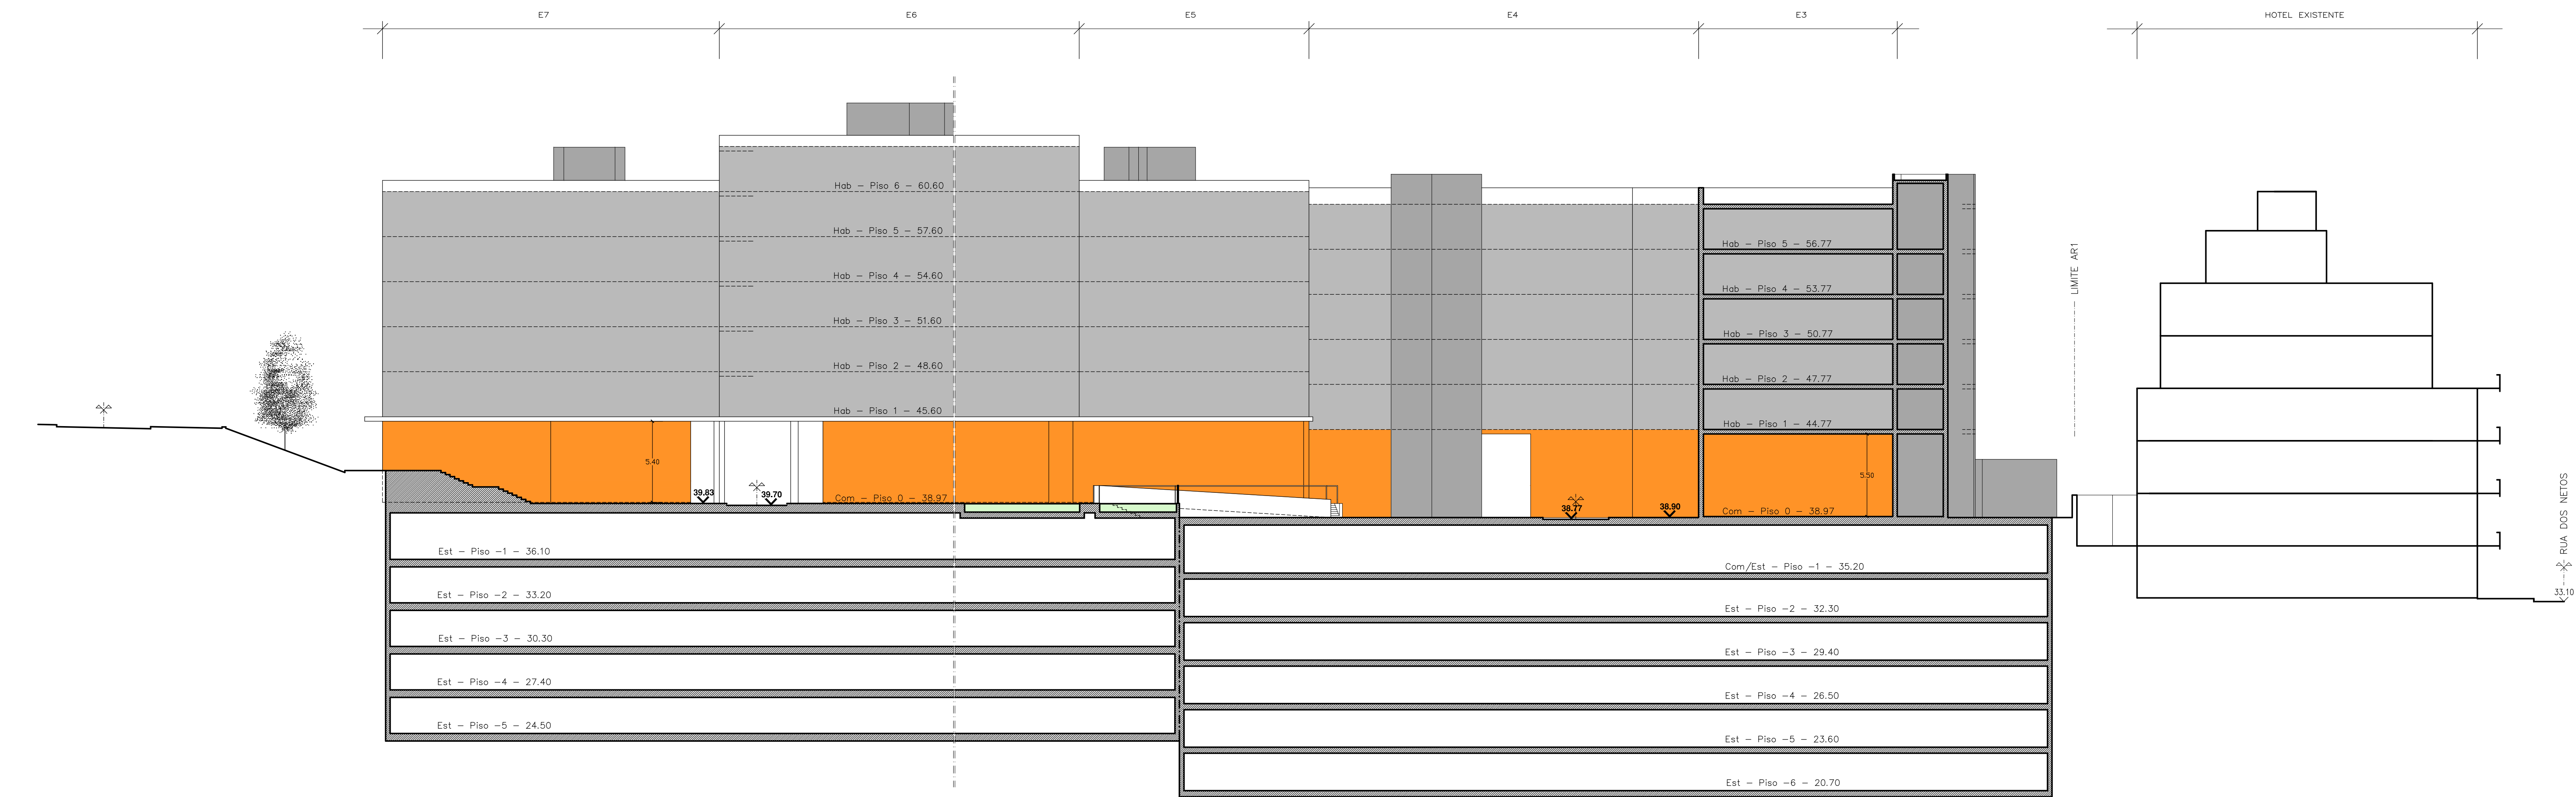 E7
E6
E5
E4
E3
HOTEL EXISTENTE
Hab - Piso 6 - 60.60
Hab - Piso 5 - 57.60
Hab - Piso 4 - 54.60
Hab - Piso 3 - 51.60
Hab - Piso 2 - 48.60
Hab - Piso 1 - 45.60
Com - Piso 0 - 38.97
5.40
39.83
39.70
Hab - Piso 5 - 56.77
Hab - Piso 4 - 53.77
Hab - Piso 3 - 50.77
Hab - Piso 2 - 47.77
Hab - Piso 1 - 44.77
5.50
Com - Piso 0 - 38.97
38.77
38.90
LIMITE AR1
RUA DOS NETOS
33.10
Est - Piso -1 - 36.10
Est - Piso -2 - 33.20
Est - Piso -3 - 30.30
Est - Piso -4 - 27.40
Est - Piso -5 - 24.50
Com/Est - Piso -1 - 35.20
Est - Piso -2 - 32.30
Est - Piso -3 - 29.40
Est - Piso -4 - 26.50
Est - Piso -5 - 23.60
Est - Piso -6 - 20.70